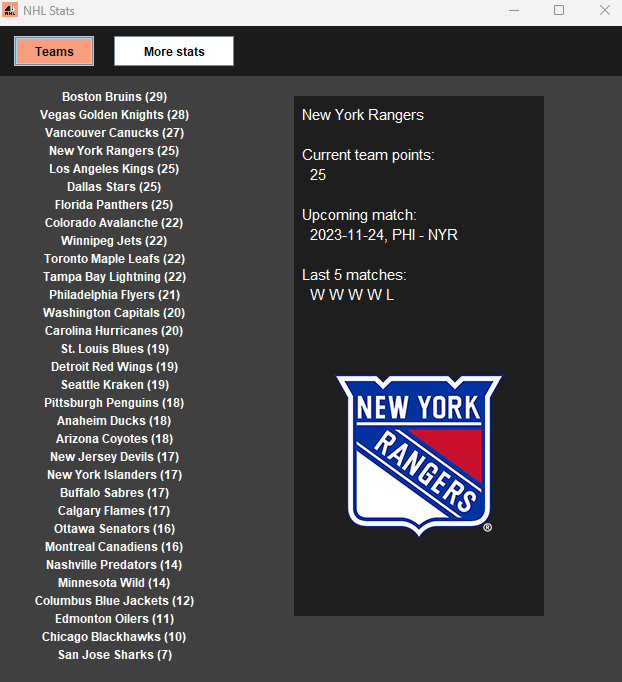 NHL Stats
Teams
More stats
Boston Bruins (29)
Vegas Golden Knights (28)
Vancouver Canucks (27)
New York Rangers (25)
Los Angeles Kings (25)
Dallas Stars (25)
Florida Panthers (25)
Colorado Avalanche (22)
Winnipeg Jets (22)
Toronto Maple Leafs (22)
Tampa Bay Lightning (22)
Philadelphia Flyers (21)
Washington Capitals (20)
Carolina Hurricanes (20)
St. Louis Blues (19)
Detroit Red Wings (19)
Seattle Kraken (19)
Pittsburgh Penguins (18)
Anaheim Ducks (18)
Arizona Coyotes (18)
New Jersey Devils (17)
New York Islanders (17)
Buffalo Sabres (17)
Calgary Flames (17)
Ottawa Senators (16)
Montreal Canadiens (16)
Nashville Predators (14)
Minnesota Wild (14)
Columbus Blue Jackets (12)
Edmonton Oilers (11)
Chicago Blackhawks (10)
San Jose Sharks (7)
New York Rangers
Current team points:
25
Upcoming match:
2023-11-24, PHI - NYR
Last 5 matches:
W W W W L
NEW YORK
RANGERS
®